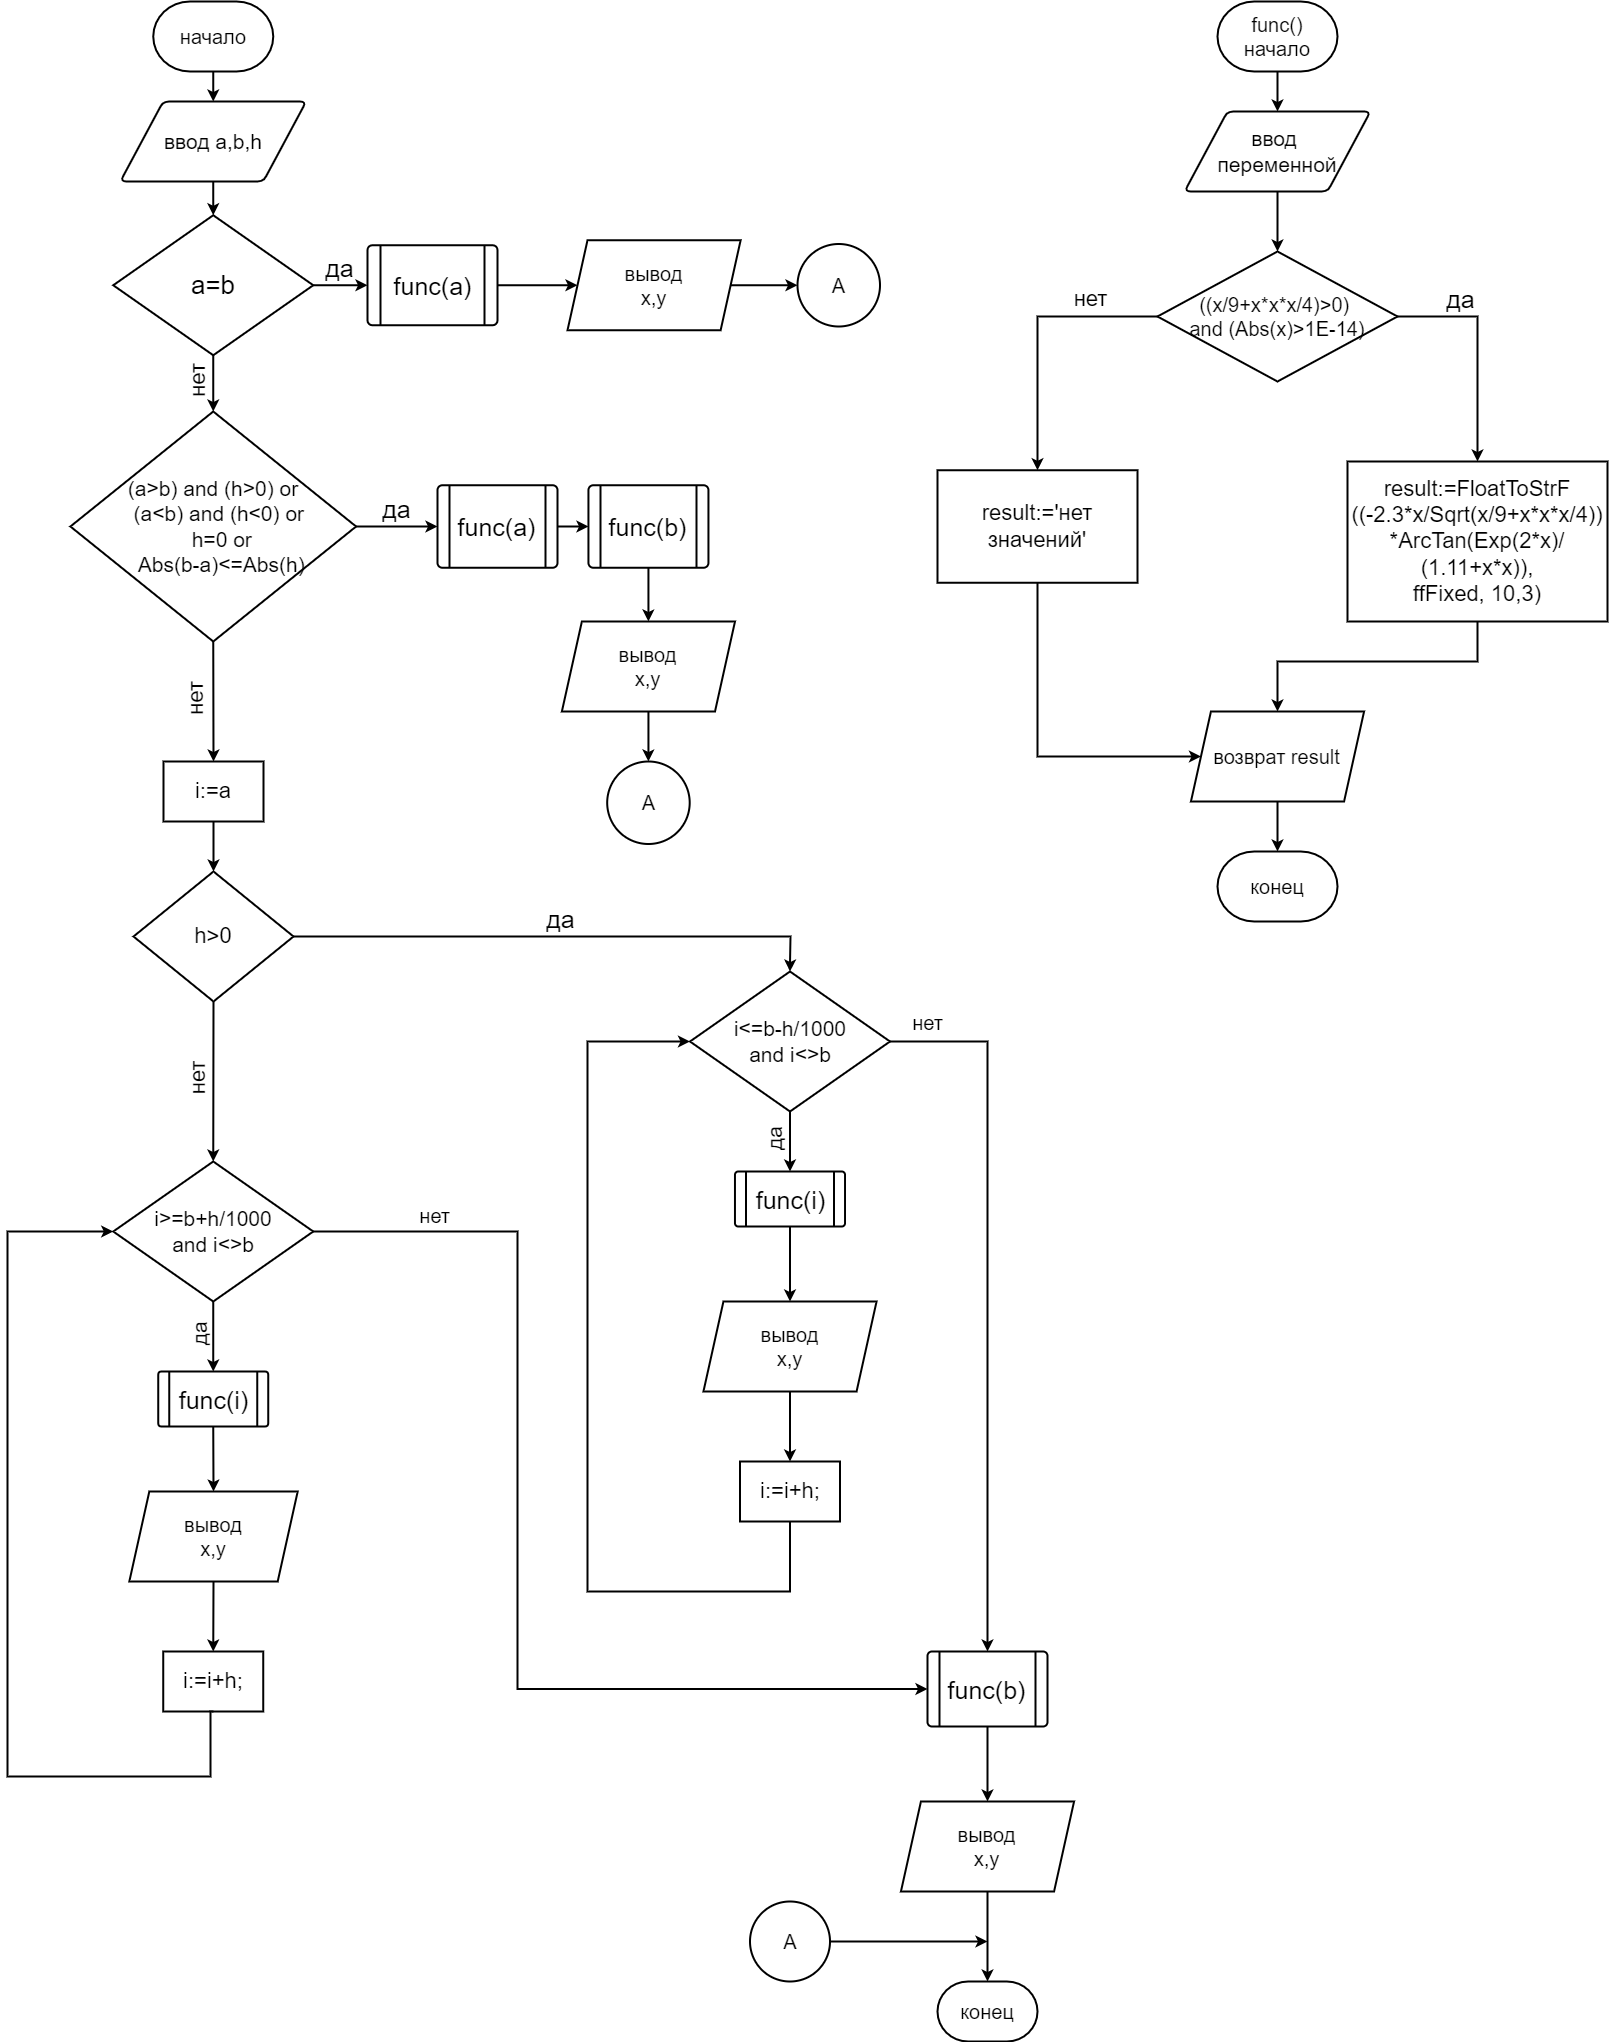 начало
ввод a,b,h
a=b
да
func(a)
вывод
x,y
A
нет
(a>b) and (h>0) or
(a<b) and (h<0) or
h=0 or
Abs(b-a)<=Abs(h)
да
func(a)
func(b)
вывод
x,y
A
нет
i:=a
h>0
да
нет
i<=b-h/1000
and i<>b
нет
да
func(i)
вывод
x,y
i:=i+h;
i>=b+h/1000
and i<>b
нет
да
func(i)
вывод
x,y
i:=i+h;
func(b)
вывод
x,y
A
конец
func()
начало
ввод
переменной
((x/9+x*x*x/4)>0)
and (Abs(x)>1E-14)
нет
да
result:='нет
значений'
result:=FloatToStrF
((-2.3*x/Sqrt(x/9+x*x*x/4))
*ArcTan(Exp(2*x)/
(1.11+x*x)),
ffFixed, 10,3)
возврат result
конец